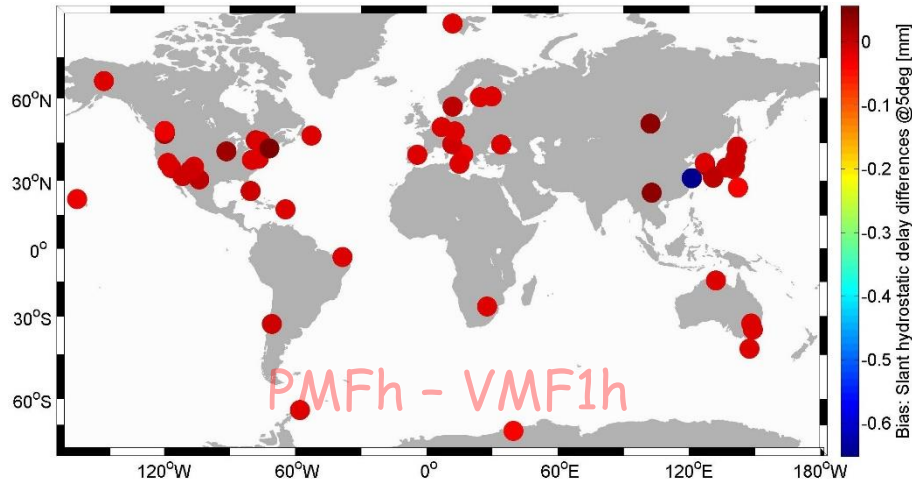 60°N
30°N
0°
30°S
60°S
120°W
60°W
0°
60°E
120°E
180°W
PMFh - VMF1h
0
-0.1
-0.2
-0.3
-0.4
-0.5
-0.6
Bias: Slant hydrostatic delay differences @5deg [mm]